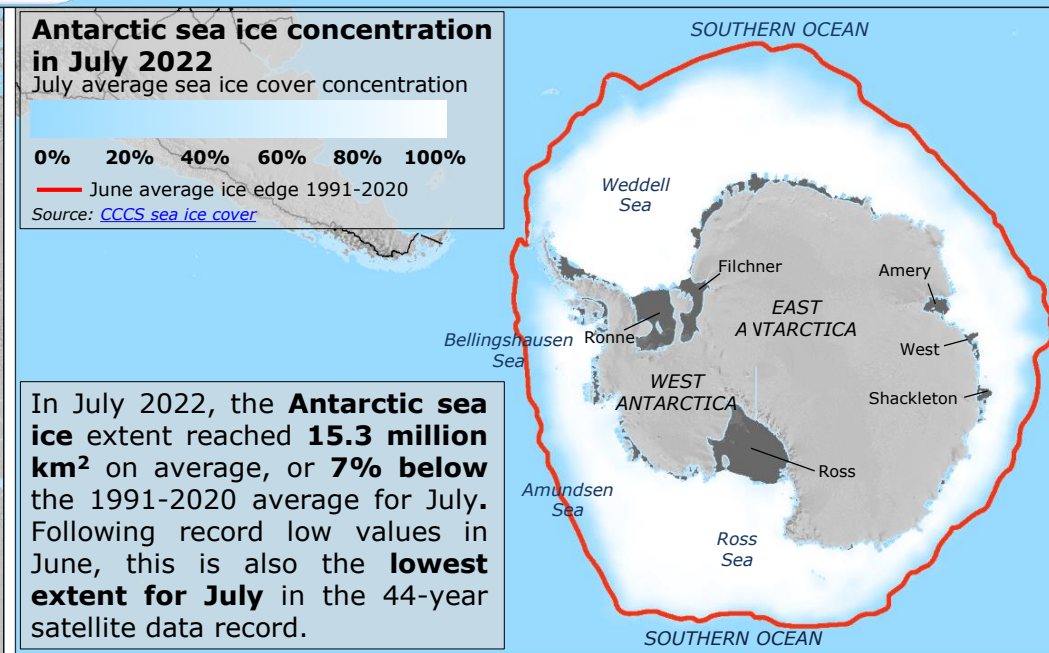 Antarctic sea ice concentration
in July 2022
July average sea ice cover concentration
0% 20% 40% 60% 80% 100%
June average ice edge 1991-2020
Source: CCCS sea ice cover
SOUTHERN OCEAN
Weddell
Sea
Filchner
Amery
EAST
ANTARCTICA
Bellingshausen
Sea
Ronne
West
WEST
ANTARCTICA
Shackleton
Ross
Amundsen
Sea
Ross
Sea
SOUTHERN OCEAN
In July 2022, the Antarctic sea
ice extent reached 15.3 million
km² on average, or 7% below
the 1991-2020 average for July.
Following record low values in
June, this is also the lowest
extent for July in the 44-year
satellite data record.